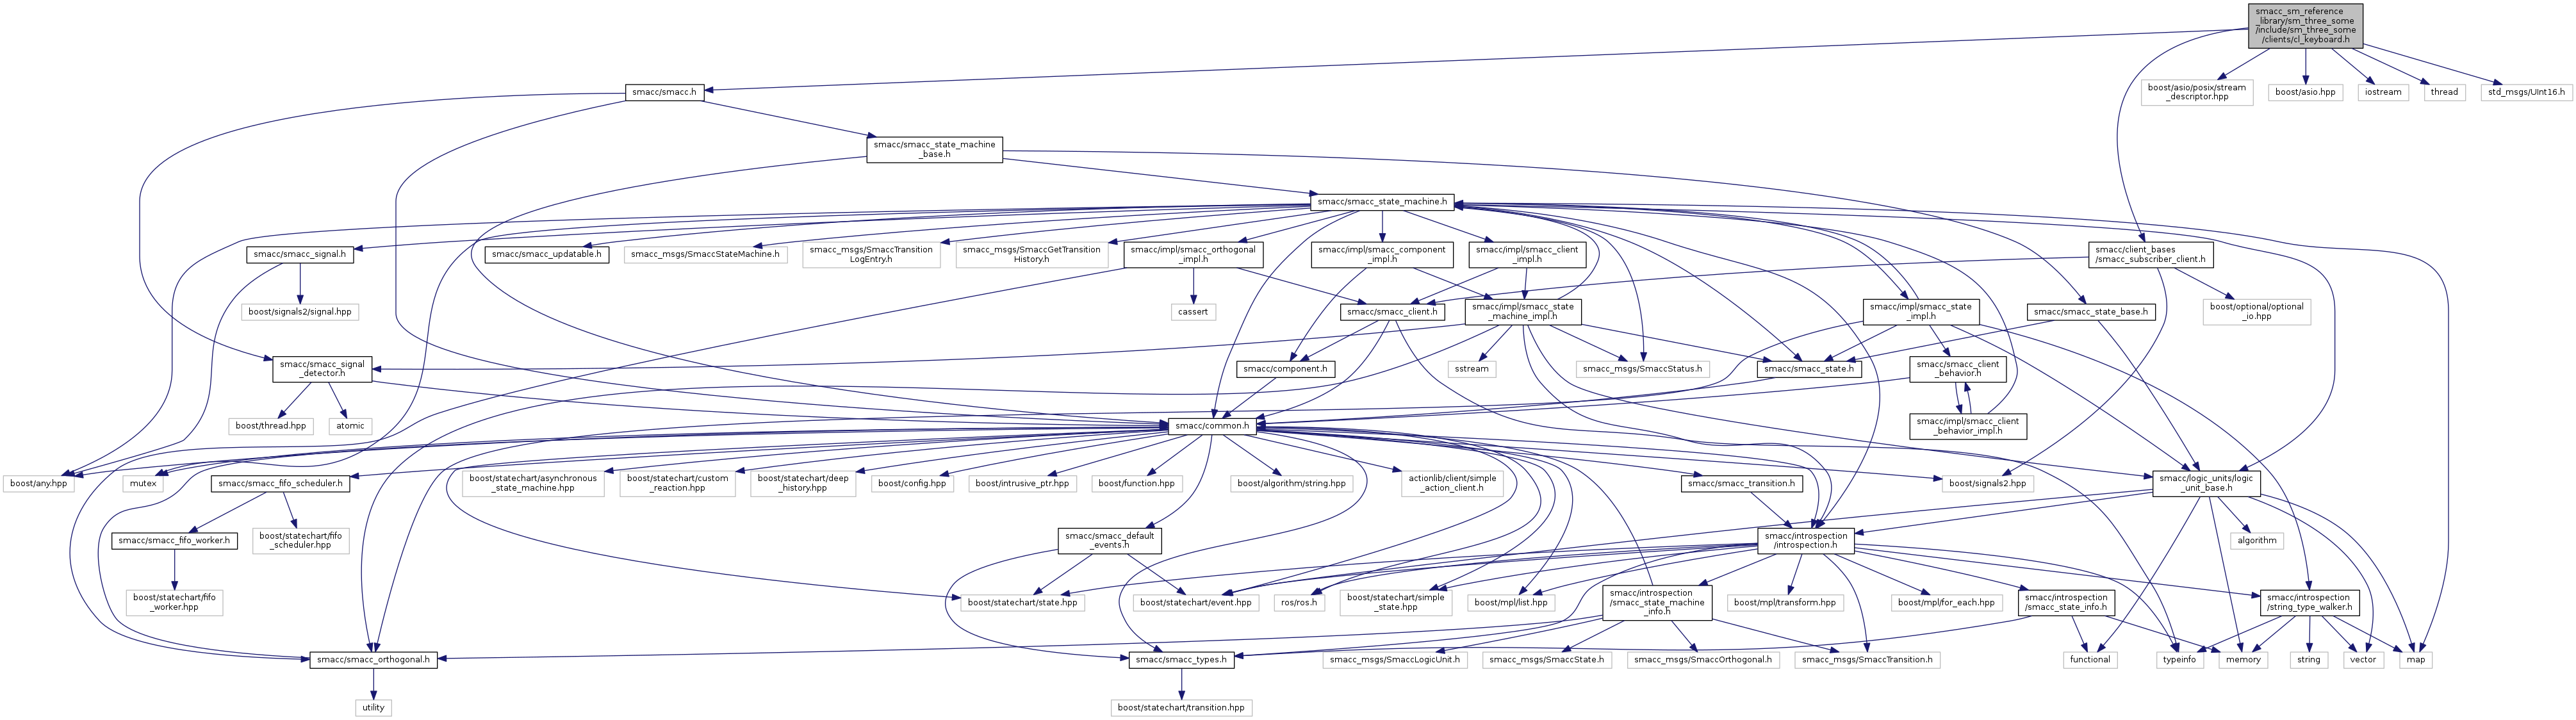 smacc_sm_reference
_library/sm_three_some
/include/sm_three_some
/clients/cl_keyboard.h
smacc/smacc.h
boost/asio/posix/stream
_descriptor.hpp
boost/asio.hpp
iostream
thread
std_msgs/UInt16.h
smacc/smacc_state_machine
_base.h
smacc/smacc_state_machine.h
smacc/smacc_signal.h
smacc/smacc_updatable.h
smacc_msgs/SmaccStateMachine.h
smacc_msgs/SmaccTransition
LogEntry.h
smacc_msgs/SmaccGetTransition
History.h
smacc/impl/smacc_orthogonal
_impl.h
smacc/impl/smacc_component
_impl.h
smacc/impl/smacc_client
_impl.h
smacc/client_bases
/smacc_subscriber_client.h
boost/signals2/signal.hpp
cassert
smacc/smacc_client.h
smacc/impl/smacc_state
_machine_impl.h
smacc/impl/smacc_state
_impl.h
smacc/smacc_state_base.h
boost/optional/optional
_io.hpp
smacc/smacc_signal
_detector.h
smacc/component.h
sstream
smacc_msgs/SmaccStatus.h
smacc/smacc_state.h
smacc/smacc_client
_behavior.h
boost/thread.hpp
atomic
smacc/common.h
smacc/impl/smacc_client
_behavior_impl.h
boost/any.hpp
mutex
smacc/smacc_fifo_scheduler.h
boost/statechart/asynchronous
_state_machine.hpp
boost/statechart/custom
_reaction.hpp
boost/statechart/deep
_history.hpp
boost/config.hpp
boost/intrusive_ptr.hpp
boost/function.hpp
boost/algorithm/string.hpp
actionlib/client/simple
_action_client.h
smacc/smacc_transition.h
boost/signals2.hpp
smacc/logic_units/logic
_unit_base.h
smacc/smacc_fifo_worker.h
boost/statechart/fifo
_scheduler.hpp
smacc/smacc_default
_events.h
smacc/introspection
/introspection.h
algorithm
boost/statechart/fifo
_worker.hpp
boost/statechart/state.hpp
boost/statechart/event.hpp
ros/ros.h
boost/statechart/simple
_state.hpp
boost/mpl/list.hpp
smacc/introspection
/smacc_state_machine
_info.h
boost/mpl/transform.hpp
boost/mpl/for_each.hpp
smacc/introspection
/smacc_state_info.h
smacc/introspection
/string_type_walker.h
smacc/smacc_orthogonal.h
smacc/smacc_types.h
smacc_msgs/SmaccLogicUnit.h
smacc_msgs/SmaccState.h
smacc_msgs/SmaccOrthogonal.h
smacc_msgs/SmaccTransition.h
functional
typeinfo
memory
string
vector
map
utility
boost/statechart/transition.hpp